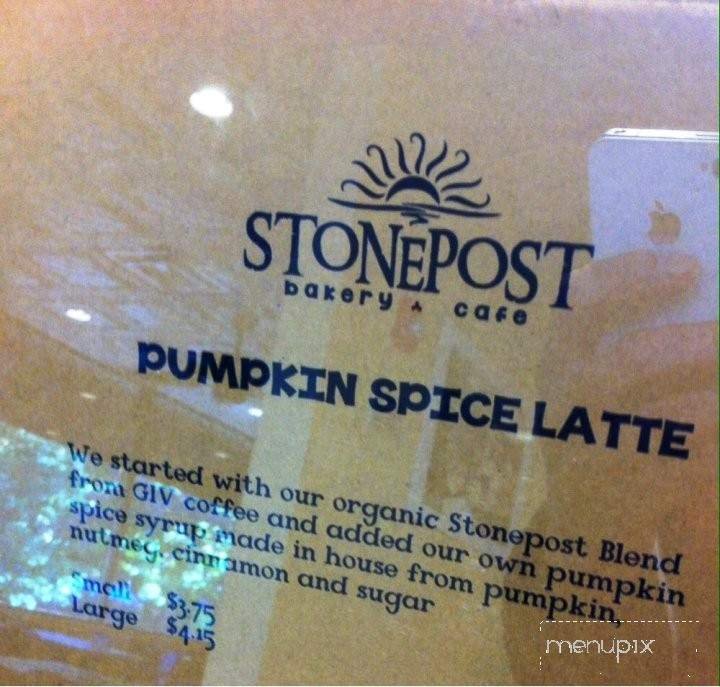 STONEPOST
bakery & cafe
PUMPKIN SPICE LATTE
We started with our organic Stonepost Blend
from GIV coffee and added our own pumpkin
spice syrup made in house from pumpkin,
nutmeg, cinnamon and sugar
Small $3.75
Large $4.15
menupix